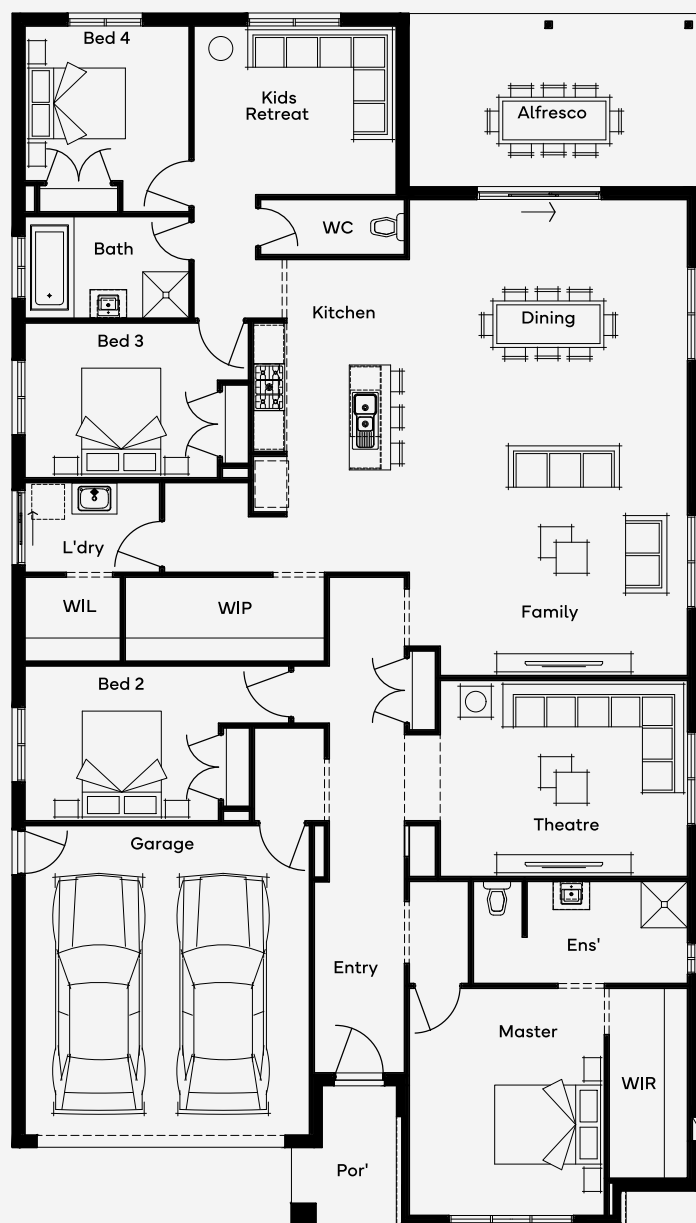 Bed 4
Kids
Retreat
Alfresco
WC
Bath
Kitchen
Dining
Bed 3
L'dry
WIL
WIP
Family
Bed 2
Theatre
Garage
Ens'
Entry
Master
WIR
Por'